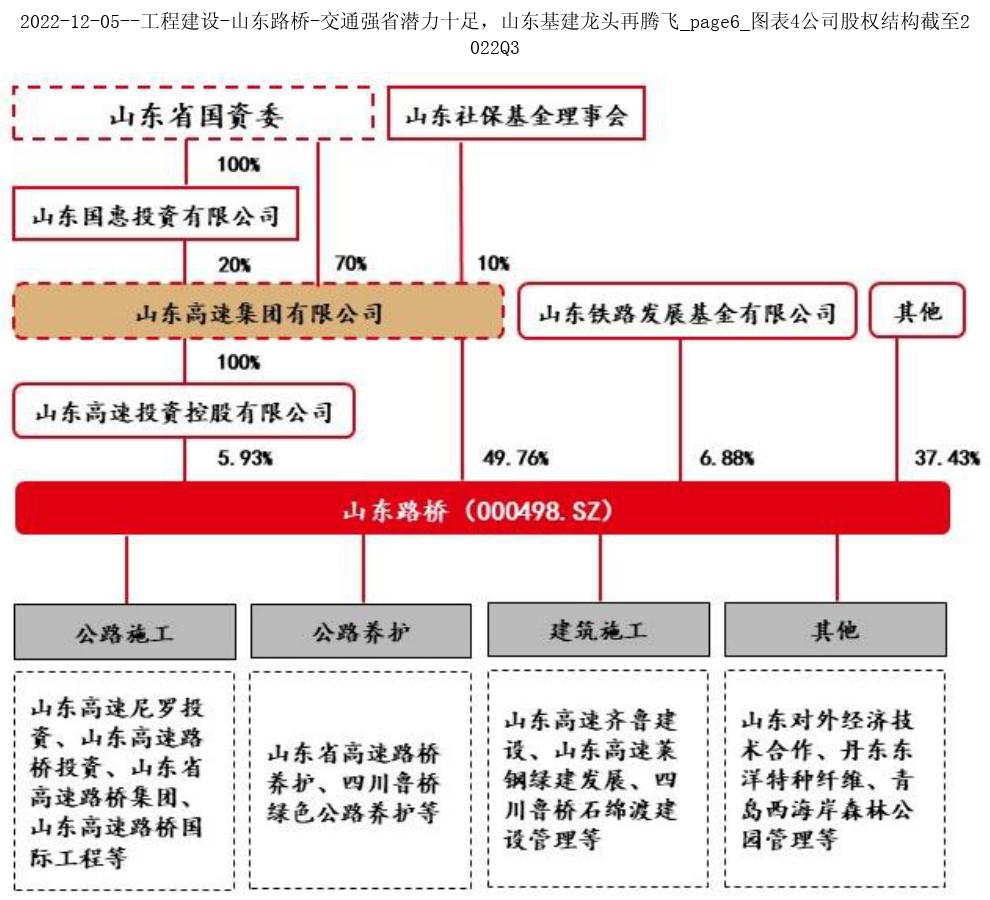 2022-12-05--工程建设-山东路桥-交通强省潜力十足，山东基建龙头再腾飞_page6_图表4公司股权结构截至2
022Q3
山东省国资委
山东社保基金理事会
100%
山东国惠投资有限公司
20%
70%
10%
山东高速集团有限公司
山东铁路发展基金有限公司
其他
100%
山东高速投资控股有限公司
5.93%
49.76%
6.88%
37.43%
山东路桥（000498.SZ）
公路施工
公路养护
建筑施工
其他
山东高速尼罗投
资、山东高速路
桥投资、山东省
高速路桥集团、
山东高速路桥国
际工程等
山东省高速路桥
养护、四川鲁桥
绿色公路养护等
山东高速齐鲁建
设、山东高速莱
钢绿建发展、四
川鲁桥石绵渡建
设管理等
山东对外经济技
术合作、丹东东
洋特种纤维、青
岛西海岸森林公
园管理等